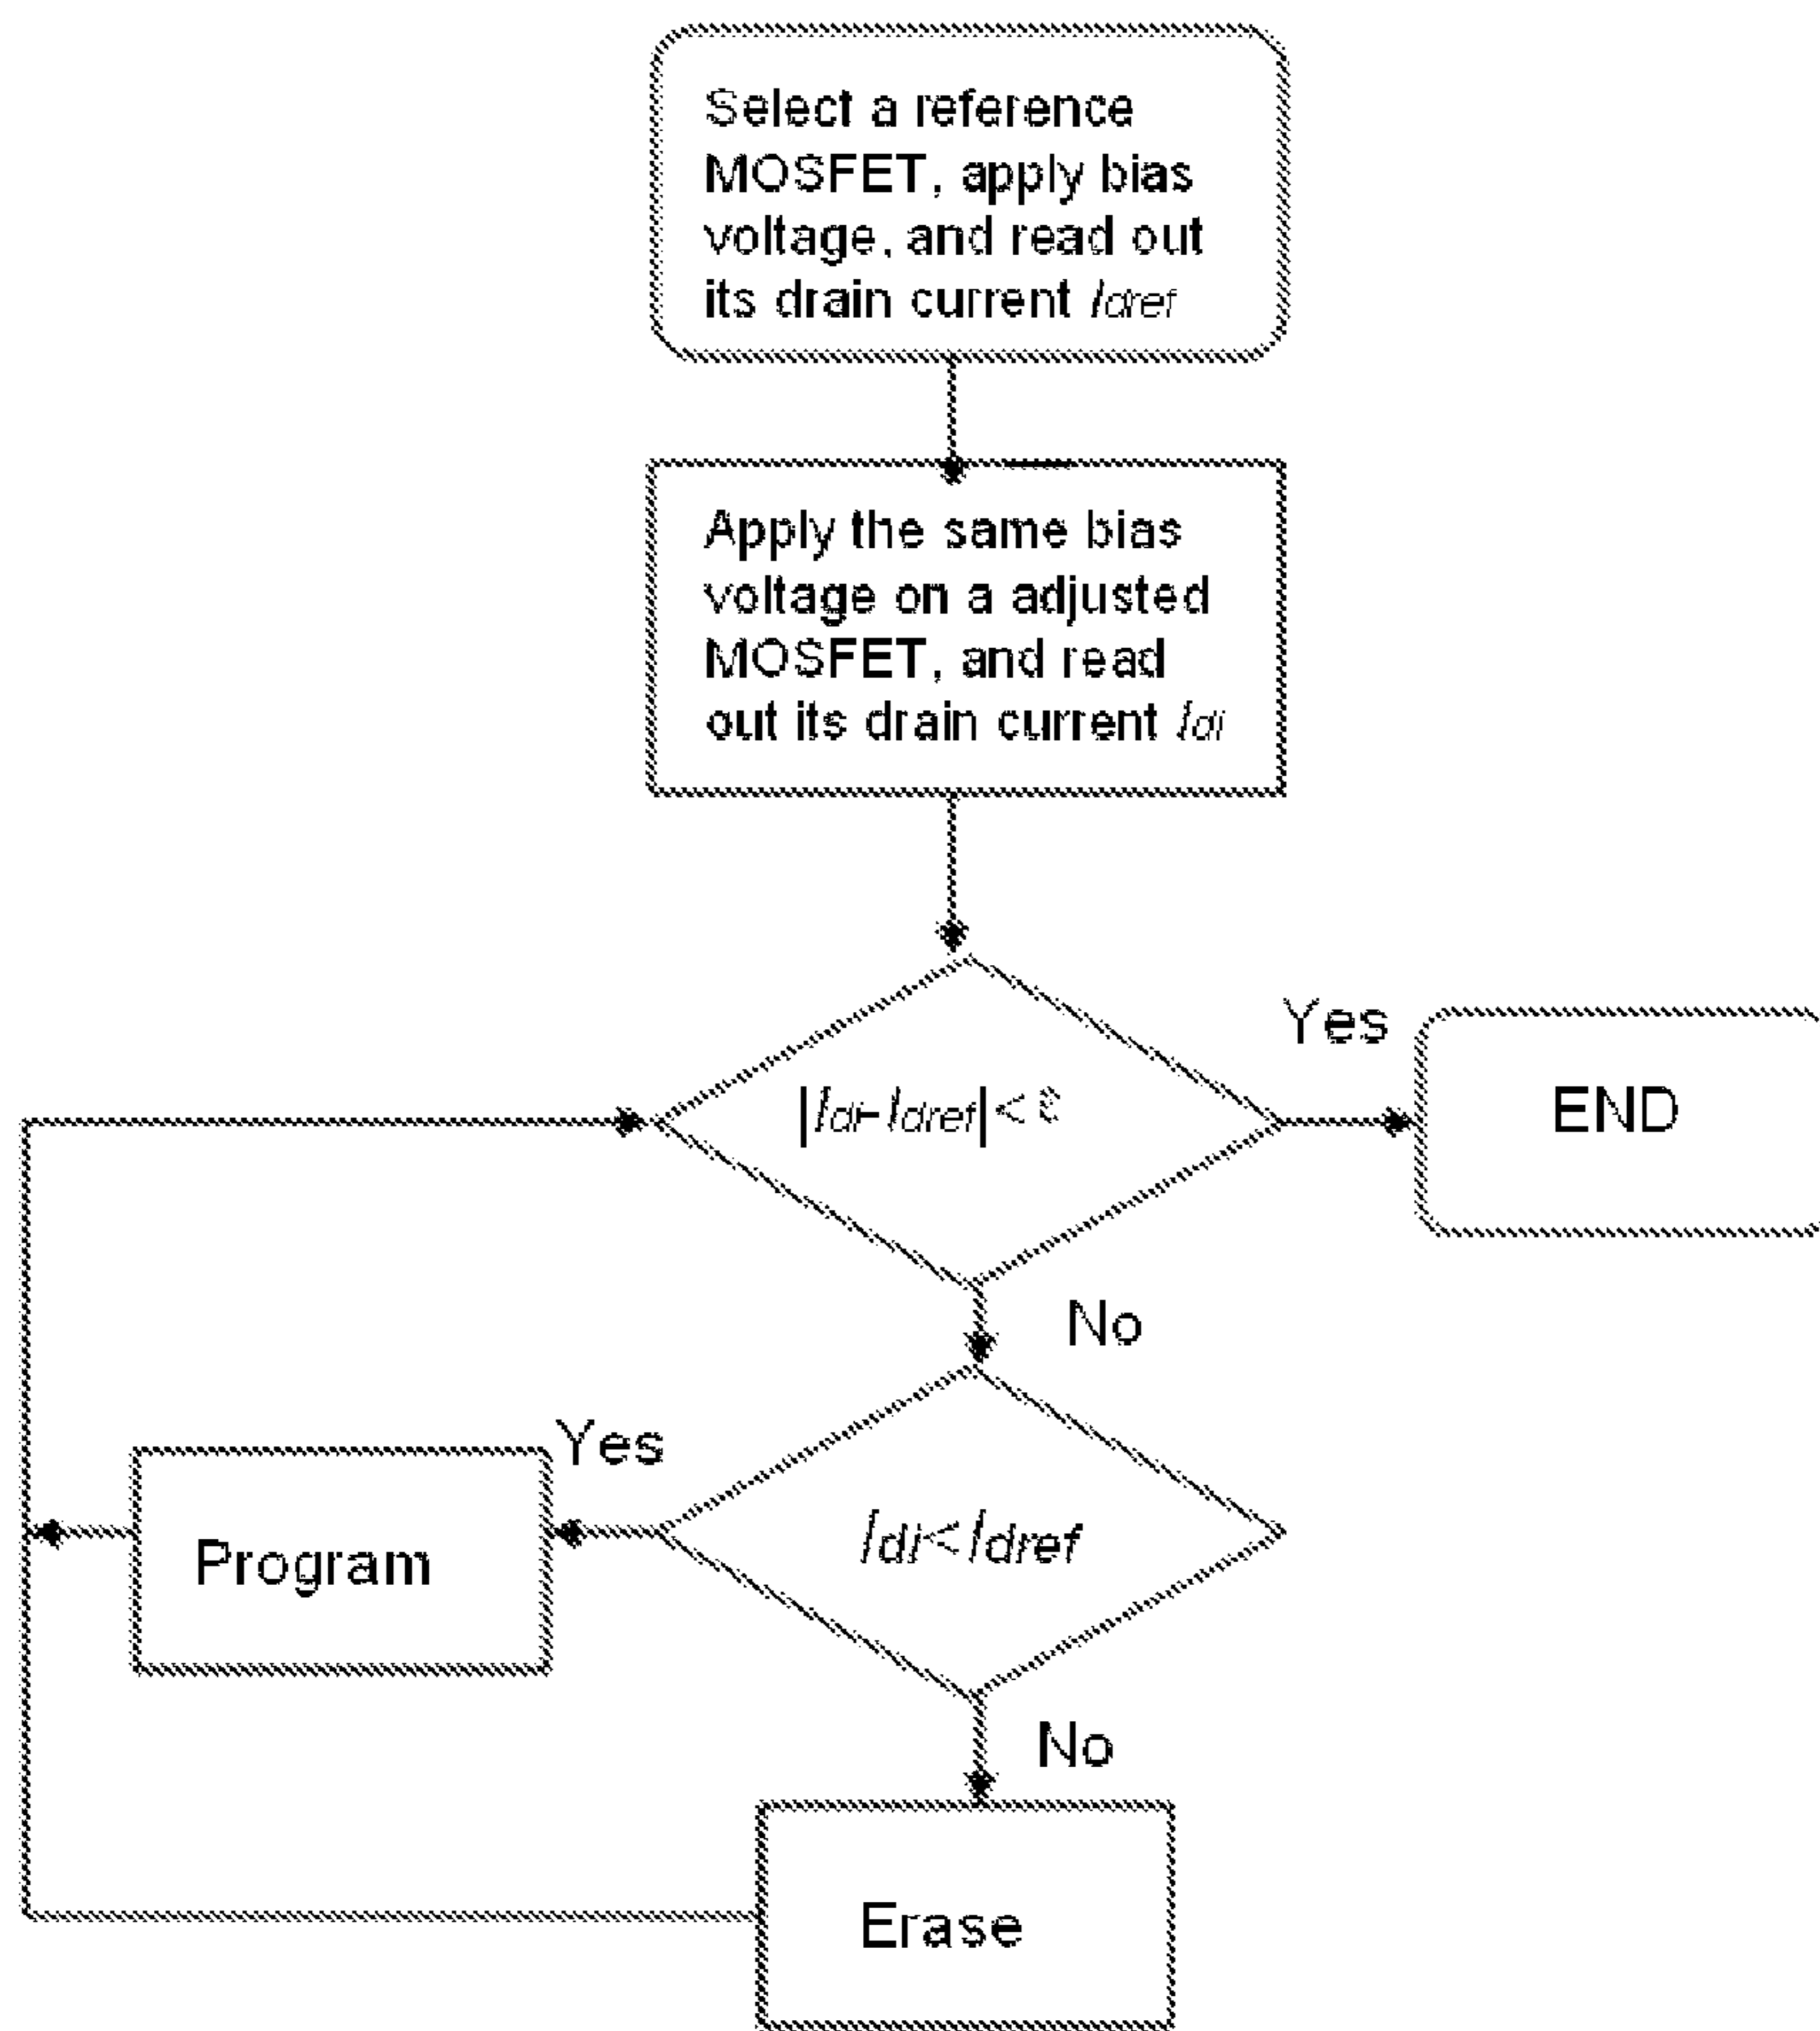 Select a reference
MOSFET, apply bias
voltage, and read out
its drain current Idref
Apply the same bias
voltage on a adjusted
MOSFET, and read
out its drain current Idi
Yes
|Idi-Idref|<
END
No
Yes
Idi<Idref
Program
No
Erase